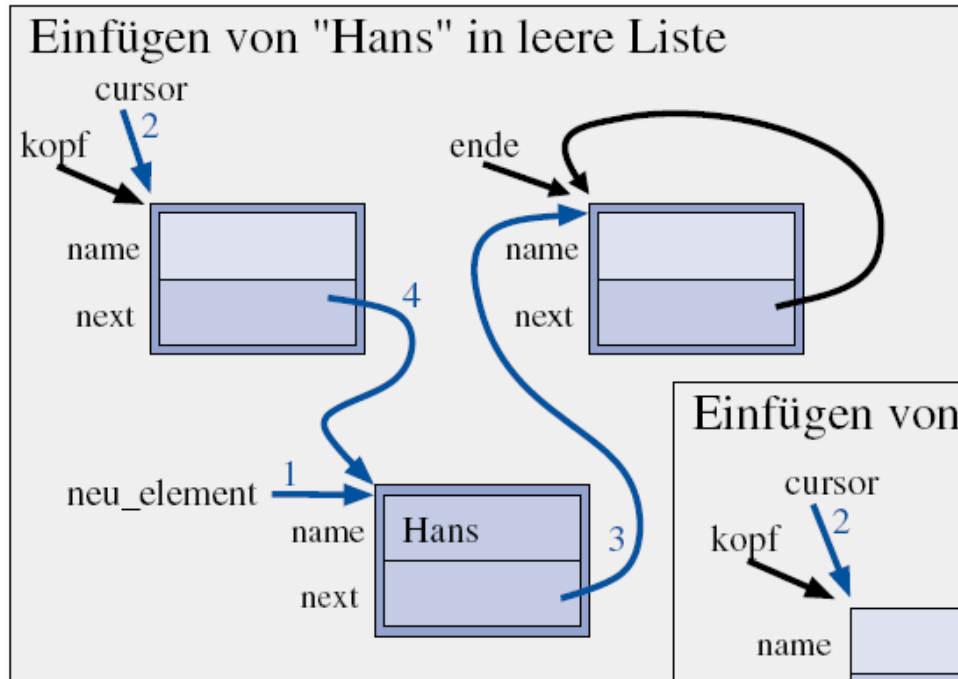 Einfügen von "Hans" in leere Liste
cursor
2
kopf
ende
name
name
4
next
next
Einfügen von
neu_element
1
cursor
name
Hans
3
2
kopf
next
name